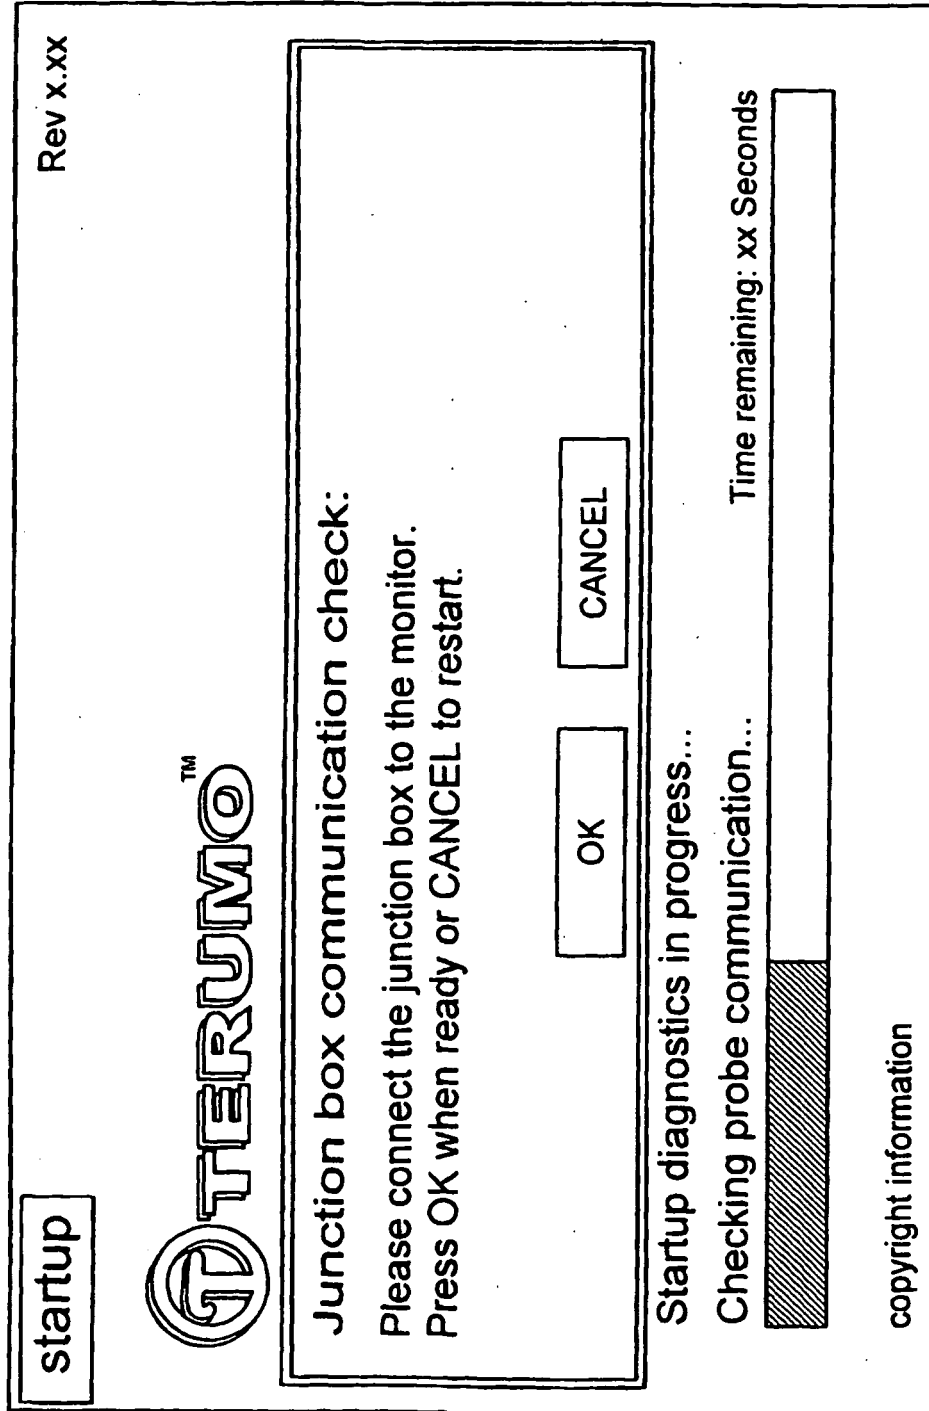 startup
Rev x.xx
TERUMO™
Junction box communication check:
Please connect the junction box to the monitor.
Press OK when ready or CANCEL to restart.
OK
CANCEL
Startup diagnostics in progress...
Checking probe communication...
Time remaining: xx Seconds
copyright information